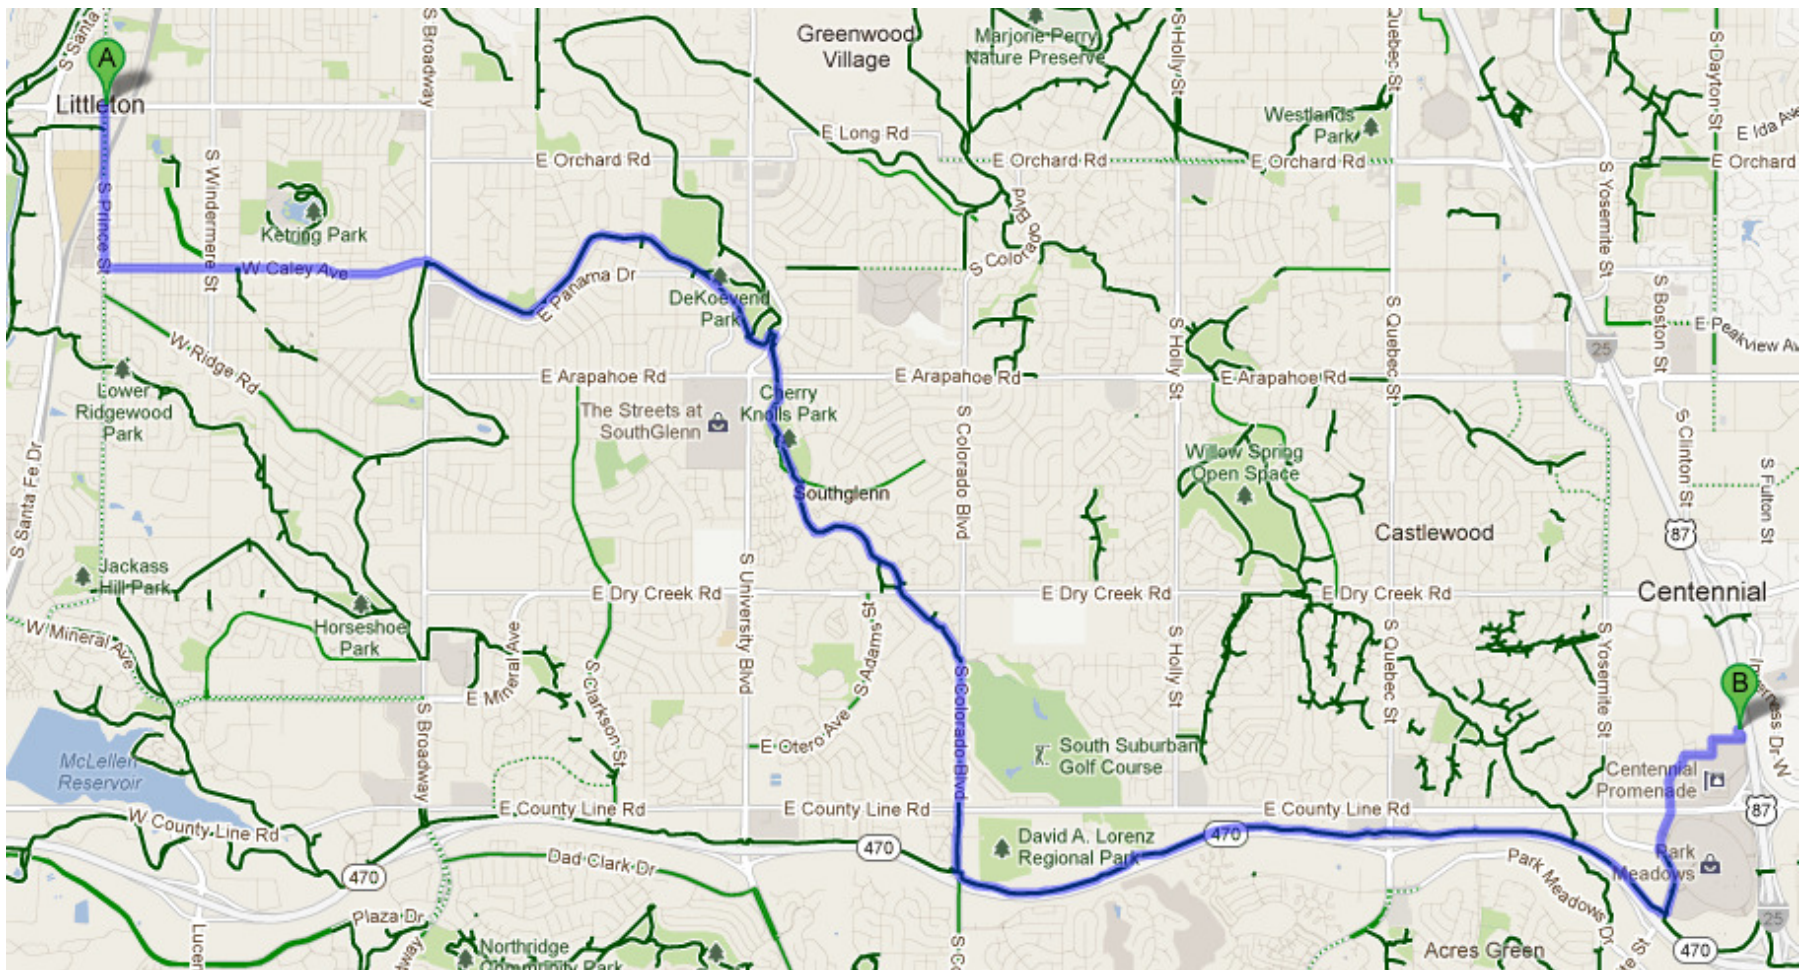 S Santa
A
Littleton
S Prince St
S Windermere St
S Broadway
Ketring Park
W Caley Ave
W Ridge Rd
Lower
Ridgewood
Park
S Santa Fe Dr
Jackass
Hill Park
W Mineral Ave
Horseshoe
Park
McLellen
Reservoir
W County Line Rd
470
Plaza Dr
S Broadway
E Mineral Ave
S Clarkson St
E County Line Rd
Dad Clark Dr
Northridge
Community Park
Greenwood
Village
Marjorie Perry
Nature Preserve
E Long Rd
E Orchard Rd
E Orchard Rd
E Orchard Rd
E Orchard
S Holly St
Quebec St
Westlands
Park
S Dayton St
E Ida Ave
S Yosemite St
S Boston St
E Peakview Av
25
S Colorado Blvd
E Panama Dr
DeKoevend
Park
E Arapahoe Rd
E Arapahoe Rd
E Arapahoe Rd
The Streets at
SouthGlenn
Cherry
Knolls Park
Southglenn
S Colorado Blvd
S Holly St
S Quebec St
Willow Spring
Open Space
Castlewood
S Clinton St
S Fulton St
87
Centennial
E Dry Creek Rd
E Dry Creek Rd
E Dry Creek Rd
S University Blvd
S Adams St
E Otero Ave
S Colorado Blvd
S Holly St
S Quebec St
S Yosemite St
B
Inverness Dr W
South Suburban
Golf Course
Centennial
Promenade
87
E County Line Rd
E County Line Rd
470
David A. Lorenz
Regional Park
470
Park
Meadows
Park Meadows Dr
25
470
Acres Green